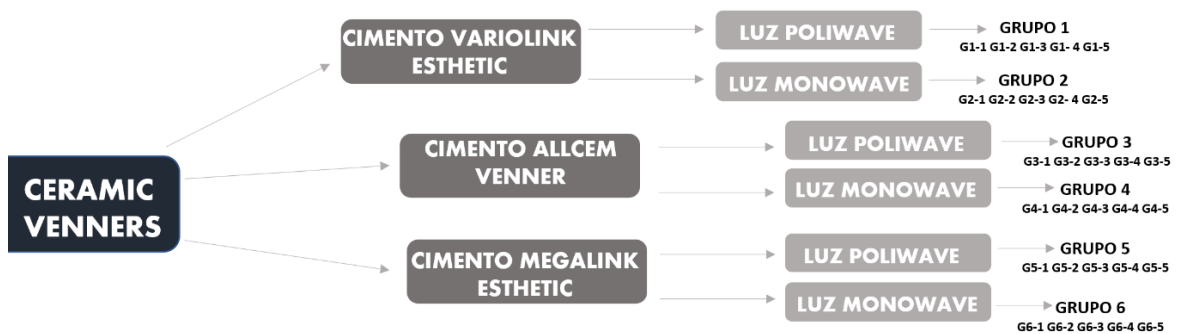 CERAMIC
VENNERS
CIMENTO VARIOLINK
ESTHETIC
LUZ POLIWAVE
GRUPO 1
G1-1 G1-2 G1-3 G1- 4 G1-5
LUZ MONOWAVE
GRUPO 2
G2-1 G2-2 G2-3 G2- 4 G2-5
CIMENTO ALLCEM
VENNER
LUZ POLIWAVE
GRUPO 3
G3-1 G3-2 G3-3 G3-4 G3-5
LUZ MONOWAVE
GRUPO 4
G4-1 G4-2 G4-3 G4-4 G4-5
CIMENTO MEGALINK
ESTHETIC
LUZ POLIWAVE
GRUPO 5
G5-1 G5-2 G5-3 G5-4 G5-5
LUZ MONOWAVE
GRUPO 6
G6-1 G6-2 G6-3 G6-4 G6-5